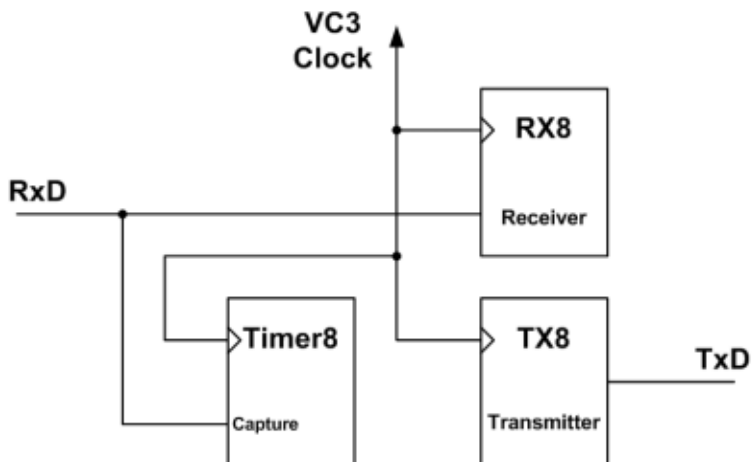 VC3
Clock
RX8
RxD
Receiver
Timer8
TX8
TxD
Capture
Transmitter